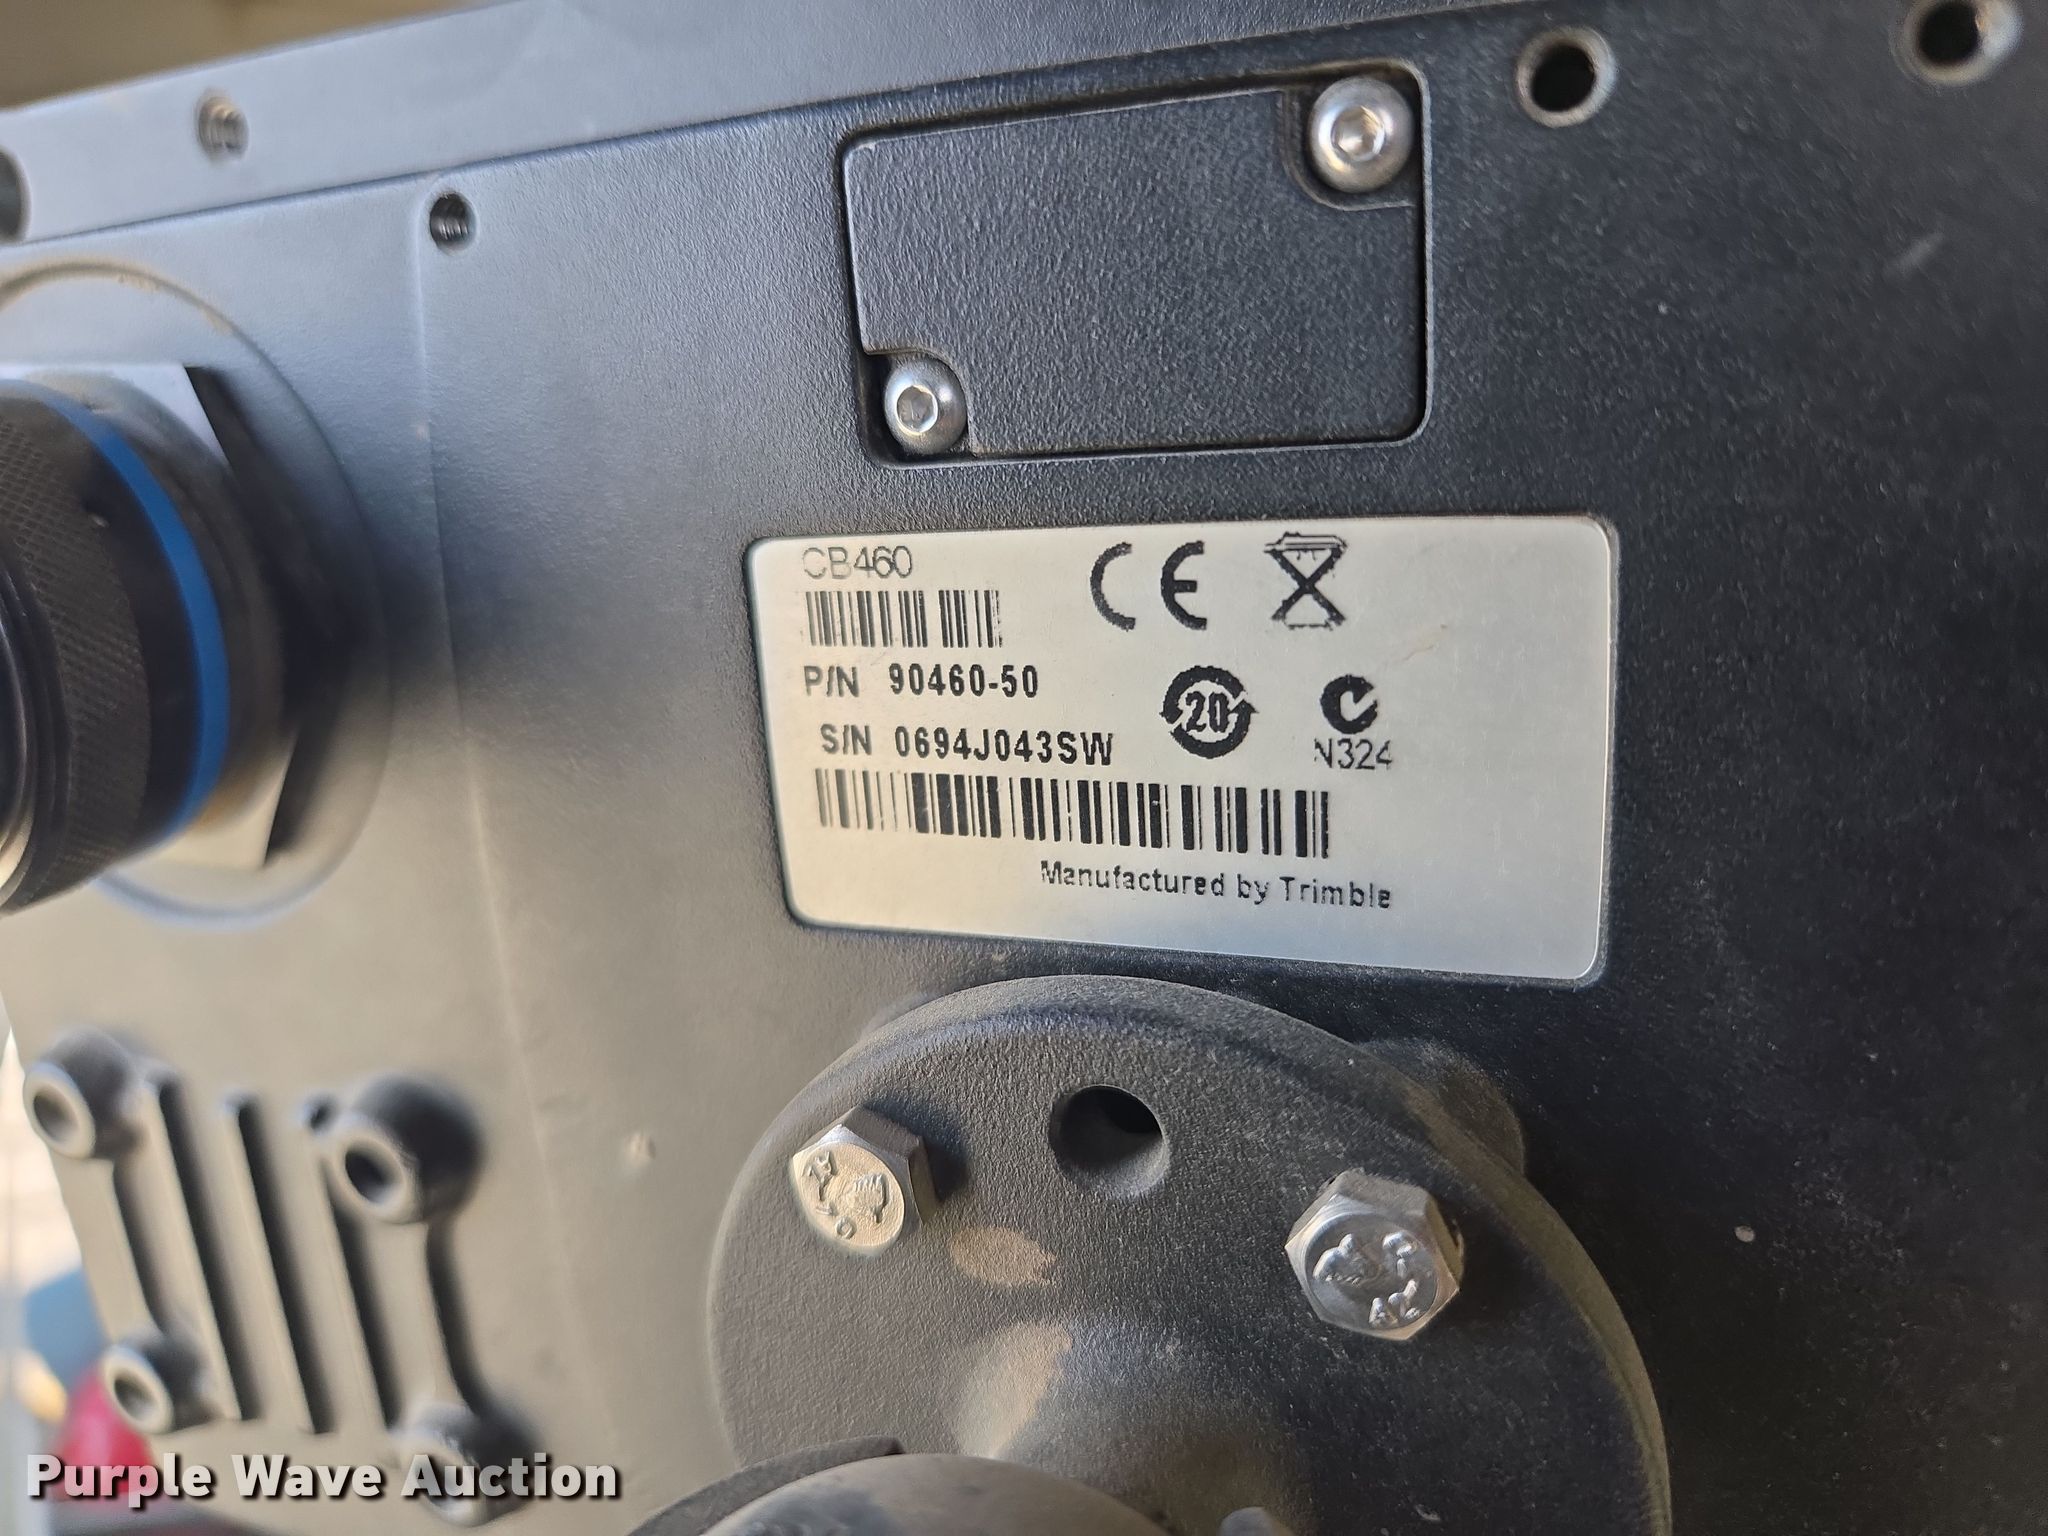 CB460
CE
P/N 90460-50
20
S/N 0694J043SW
N324
Manufactured by Trimble
Purple Wave Auction